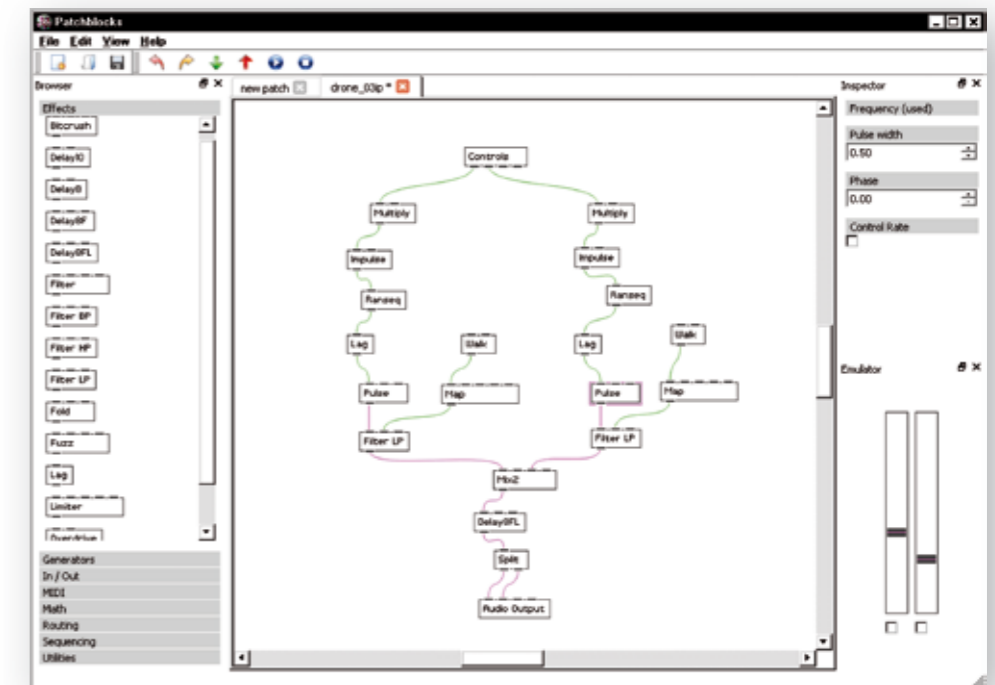 Patchblocks
File Edit View Help
Browser
new patch drone_03p *
Inspector
Effects
Bitcrush
Delay10
Delay8
Delay8F
Delay8FL
Filter
Filter BP
Filter HP
Filter LP
Fold
Fuzz
Lag
Limiter
Overdrive
Generators
In / Out
MIDI
Math
Routing
Sequencing
Utilities
Controls
Multiply Multiply
Impulse Impulse
Ranseq Ranseq
Lag Walk Lag Walk
Pulse Map Pulse Map
Filter LP Filter LP
Mix2
Delay8FL
Split
Audio Output
Frequency (used)
Pulse width
0.50
Phase
0.00
Control Rate
Emulator